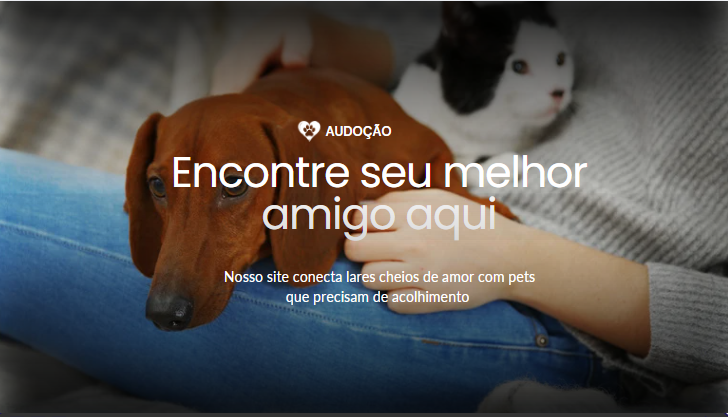 AUDOÇÃO
Encontre seu melhor
amigo aqui
Nosso site conecta lares cheios de amor com pets
que precisam de acolhimento